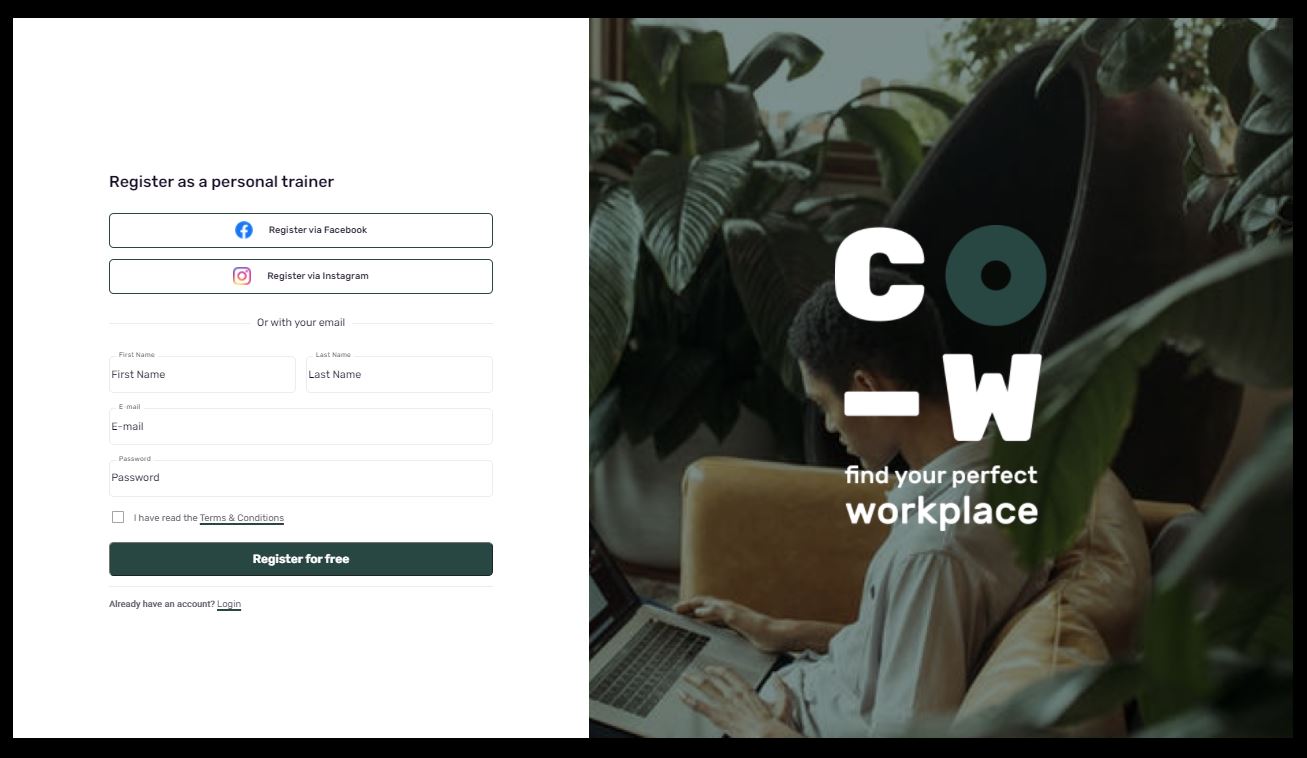 Register as a personal trainer
Register via Facebook
Register via Instagram
Or with your email
First Name
Last Name
First Name
Last Name
E-mail
E-mail
Password
Password
I have read the Terms & Conditions
Register for free
Already have an account? Login
CO
-W
find your perfect
workplace